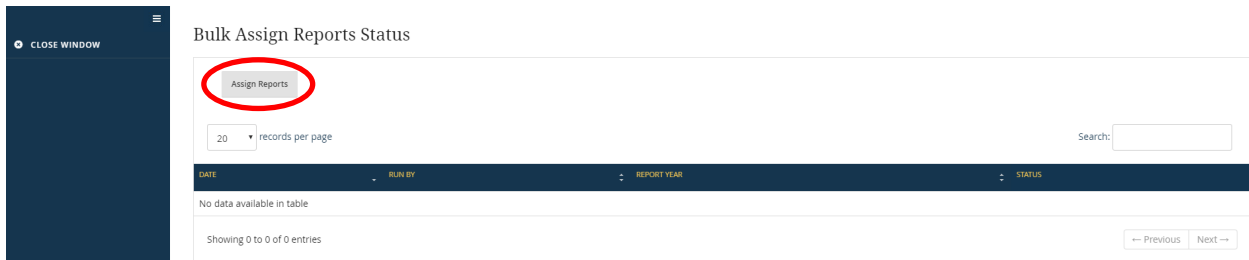 CLOSE WINDOW
Bulk Assign Reports Status
Assign Reports
20 records per page Search:
DATE RUN BY REPORT YEAR STATUS
No data available in table
Showing 0 to 0 of 0 entries ← Previous Next →